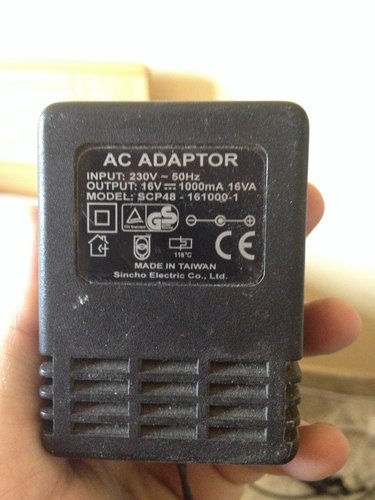 AC ADAPTOR
INPUT: 230V ~ 50Hz
OUTPUT: 16V ⎓ 1000mA 16VA
MODEL: SCP48 - 161000-1
GS
115°C
CE
MADE IN TAIWAN
Sincho Electric Co., Ltd.